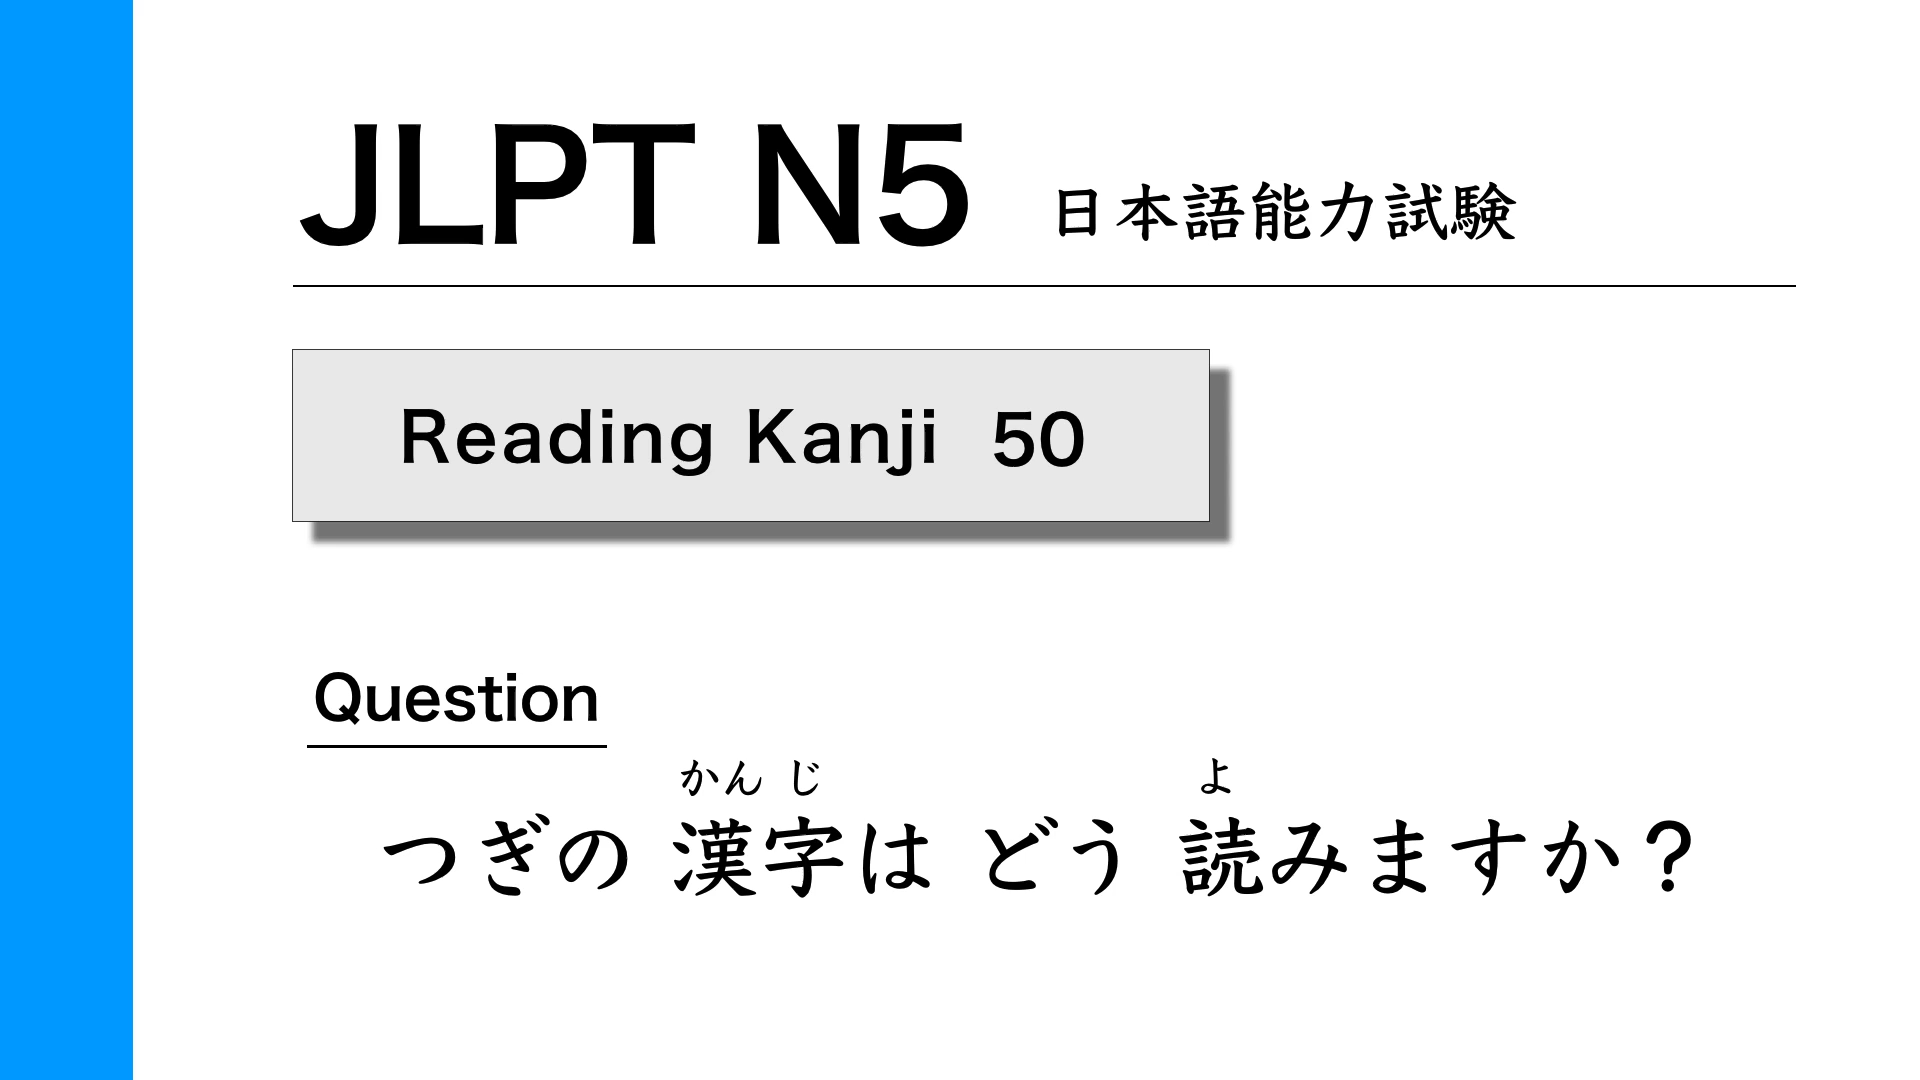 JLPT N5 日本語能力試験
Reading Kanji 50
Question
かん じ よ
つぎの 漢字は どう 読みますか？